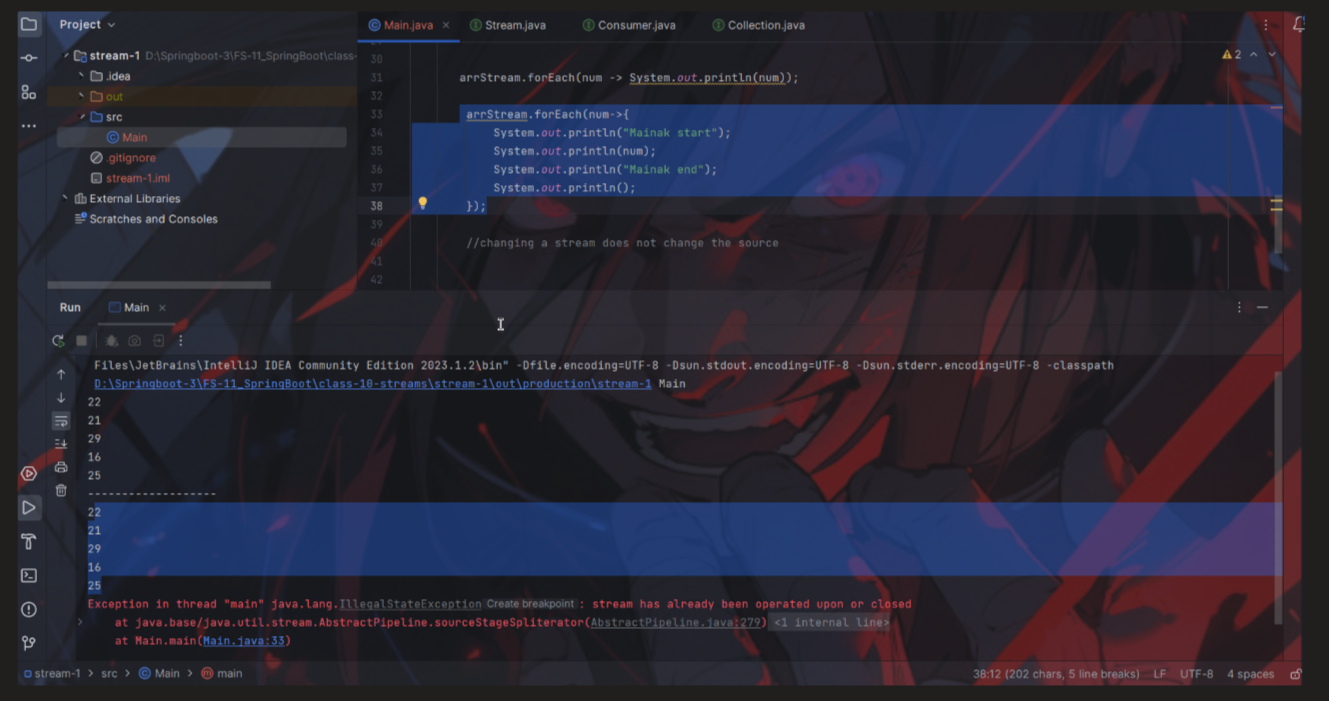 Project
Main.java
Stream.java
Consumer.java
Collection.java
stream-1 D:\Springboot-3\FS-11_SpringBoot\class-
.idea
out
src
Main
.gitignore
stream-1.iml
External Libraries
Scratches and Consoles
2
30
31 arrStream.forEach(num -> System.out.println(num));
32
33 arrStream.forEach(num->{
34 System.out.println("Mainak start");
35 System.out.println(num);
36 System.out.println("Mainak end");
37 System.out.println();
38 });
39
40 //changing a stream does not change the source
41
42
Run Main
Files\JetBrains\IntelliJ IDEA Community Edition 2023.1.2\bin" -Dfile.encoding=UTF-8 -Dsun.stdout.encoding=UTF-8 -Dsun.stderr.encoding=UTF-8 -classpath
D:\Springboot-3\FS-11_SpringBoot\class-10-streams\stream-1\out\production\stream-1 Main
22
21
29
16
25
-------------------
22
21
29
16
25
Exception in thread "main" java.lang.IllegalStateException Create breakpoint : stream has already been operated upon or closed
at java.base/java.util.stream.AbstractPipeline.sourceStageSpliterator(AbstractPipeline.java:279) <1 internal line>
at Main.main(Main.java:33)
stream-1 > src > Main > main
38:12 (202 chars, 5 line breaks) LF UTF-8 4 spaces